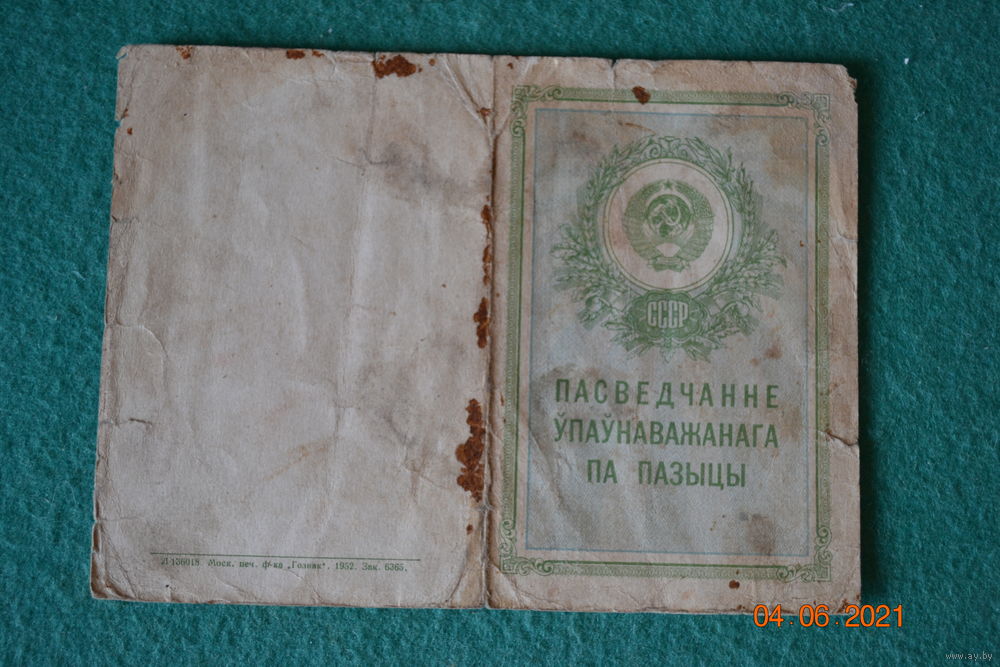 СССР
ПАСВЕДЧАННЕ
ЎПАЎНАВАЖАНАГА
ПА ПАЗЫЦЫ
Л-136018. Моск. печ. ф-ка „Гознак“. 1952. Зак. 6365.
04.06.2021
www.ay.by